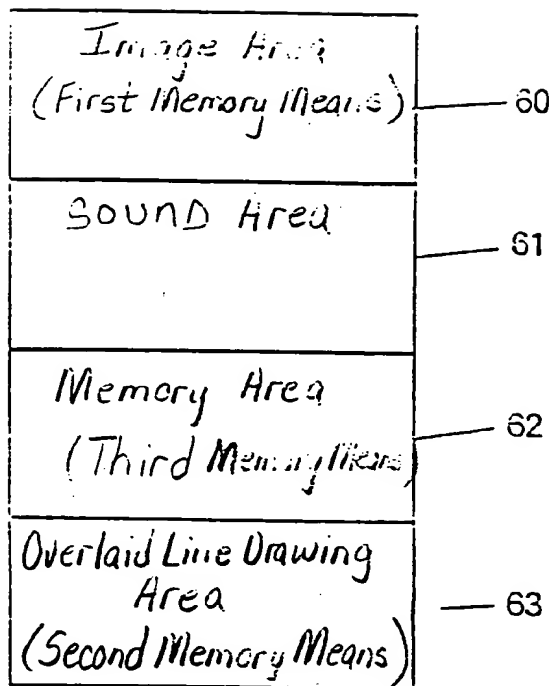 Image Area
(First Memory Means)
60
SOUND Area
61
Memory Area
(Third Memory Means)
62
Overlaid Line Drawing
Area
(Second Memory Means)
63